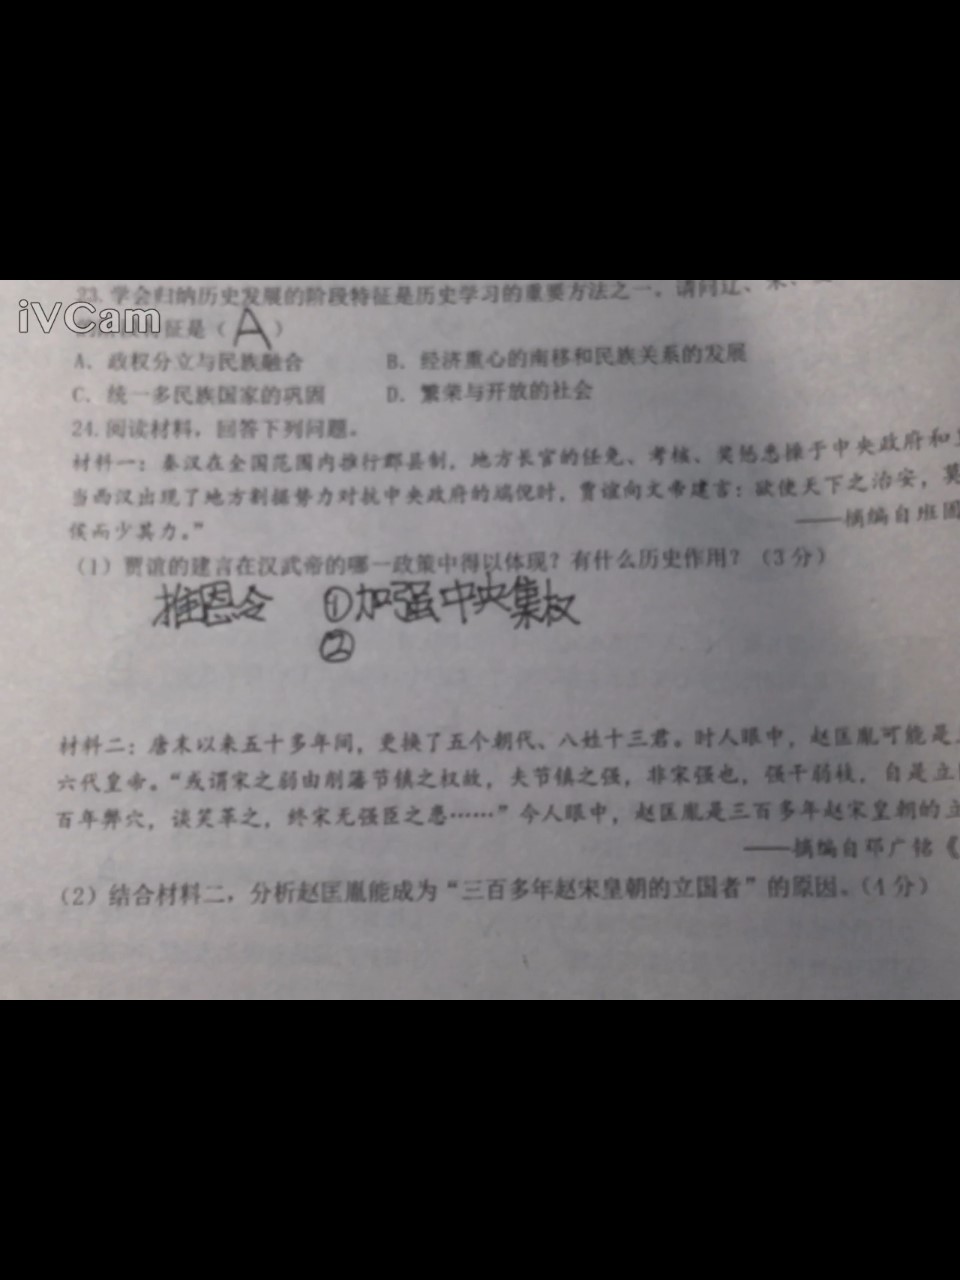 iVCam
23.学会归纳历史发展的阶段特征是历史学习的重要方法之一。请问辽、宋、
特征是（A）
A．政权分立与民族融合 B．经济重心的南移和民族关系的发展
C．统一多民族国家的巩固 D．繁荣与开放的社会
24.阅读材料，回答下列问题。
材料一：秦汉在全国范围内推行郡县制，地方长官的任免、考核、奖惩悉操于中央政府和
当西汉出现了地方割据势力对抗中央政府的端倪时，贾谊向文帝建言：欲使天下之治安，莫
侯而少其力。”
——摘编自班固
（1）贾谊的建言在汉武帝的哪一政策中得以体现？有什么历史作用？（3分）
推恩令 ①加强中央集权
②
材料二：唐末以来五十多年间，更换了五个朝代、八姓十三君。时人眼中，赵匡胤可能是
六代皇帝。“或谓宋之弱由削藩节镇之权故，夫节镇之强，非宋强也，强干弱枝，自是立
百年弊穴，谈笑革之，终宋无强臣之患……”今人眼中，赵匡胤是三百多年赵宋皇朝的立
——摘编自邓广铭《
（2）结合材料二，分析赵匡胤能成为“三百多年赵宋皇朝的立国者”的原因。（4分）